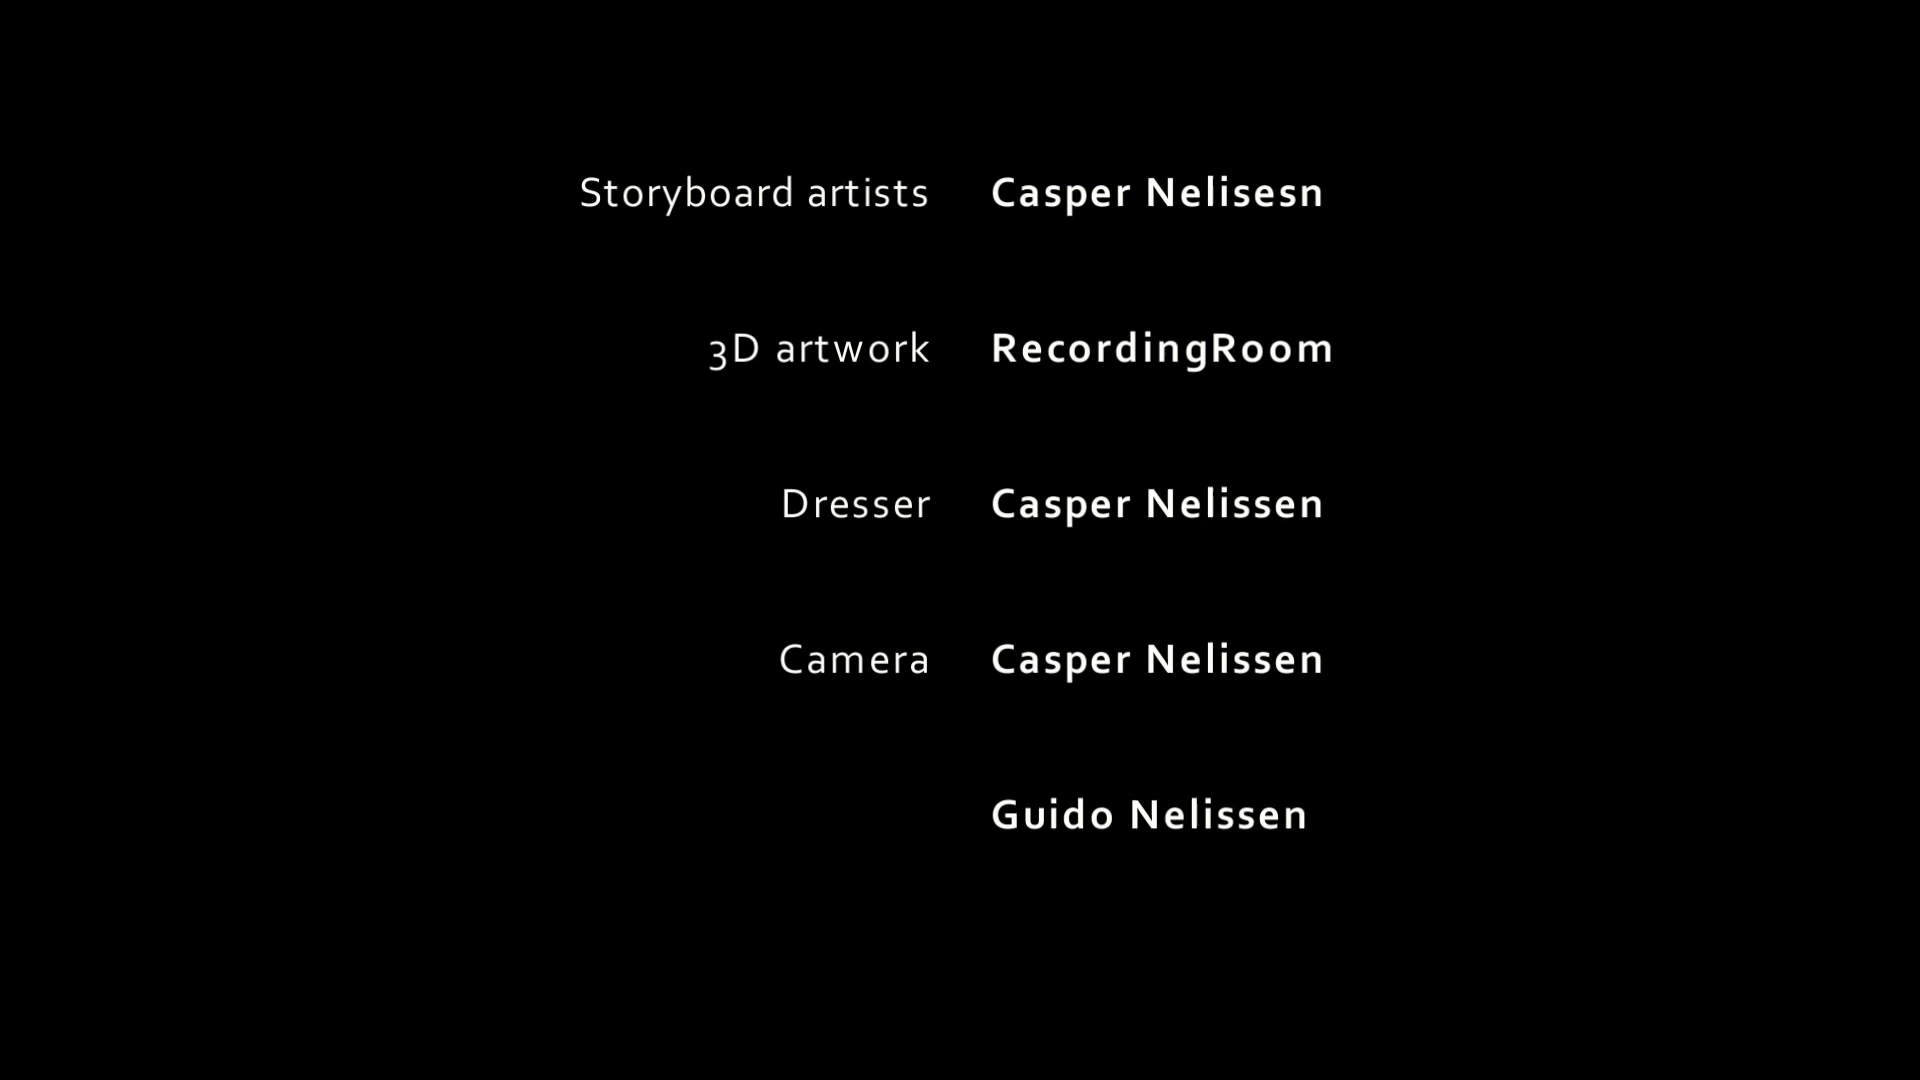 Storyboard artists Casper Nelisesn
3D artwork RecordingRoom
Dresser Casper Nelissen
Camera Casper Nelissen
Guido Nelissen